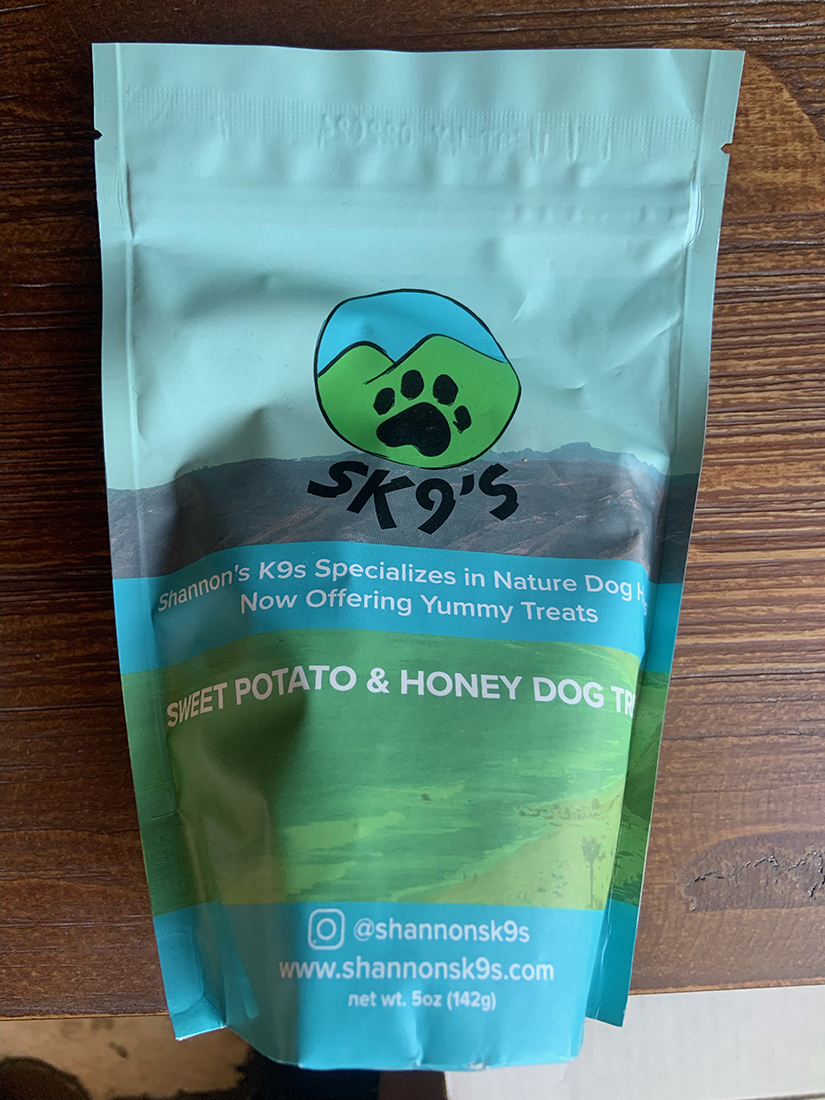 SK9'S
Shannon's K9s Specializes in Nature Dog H
Now Offering Yummy Treats
SWEET POTATO & HONEY DOG TR
@shannonsk9s
www.shannonsk9s.com
net wt. 5oz (142g)